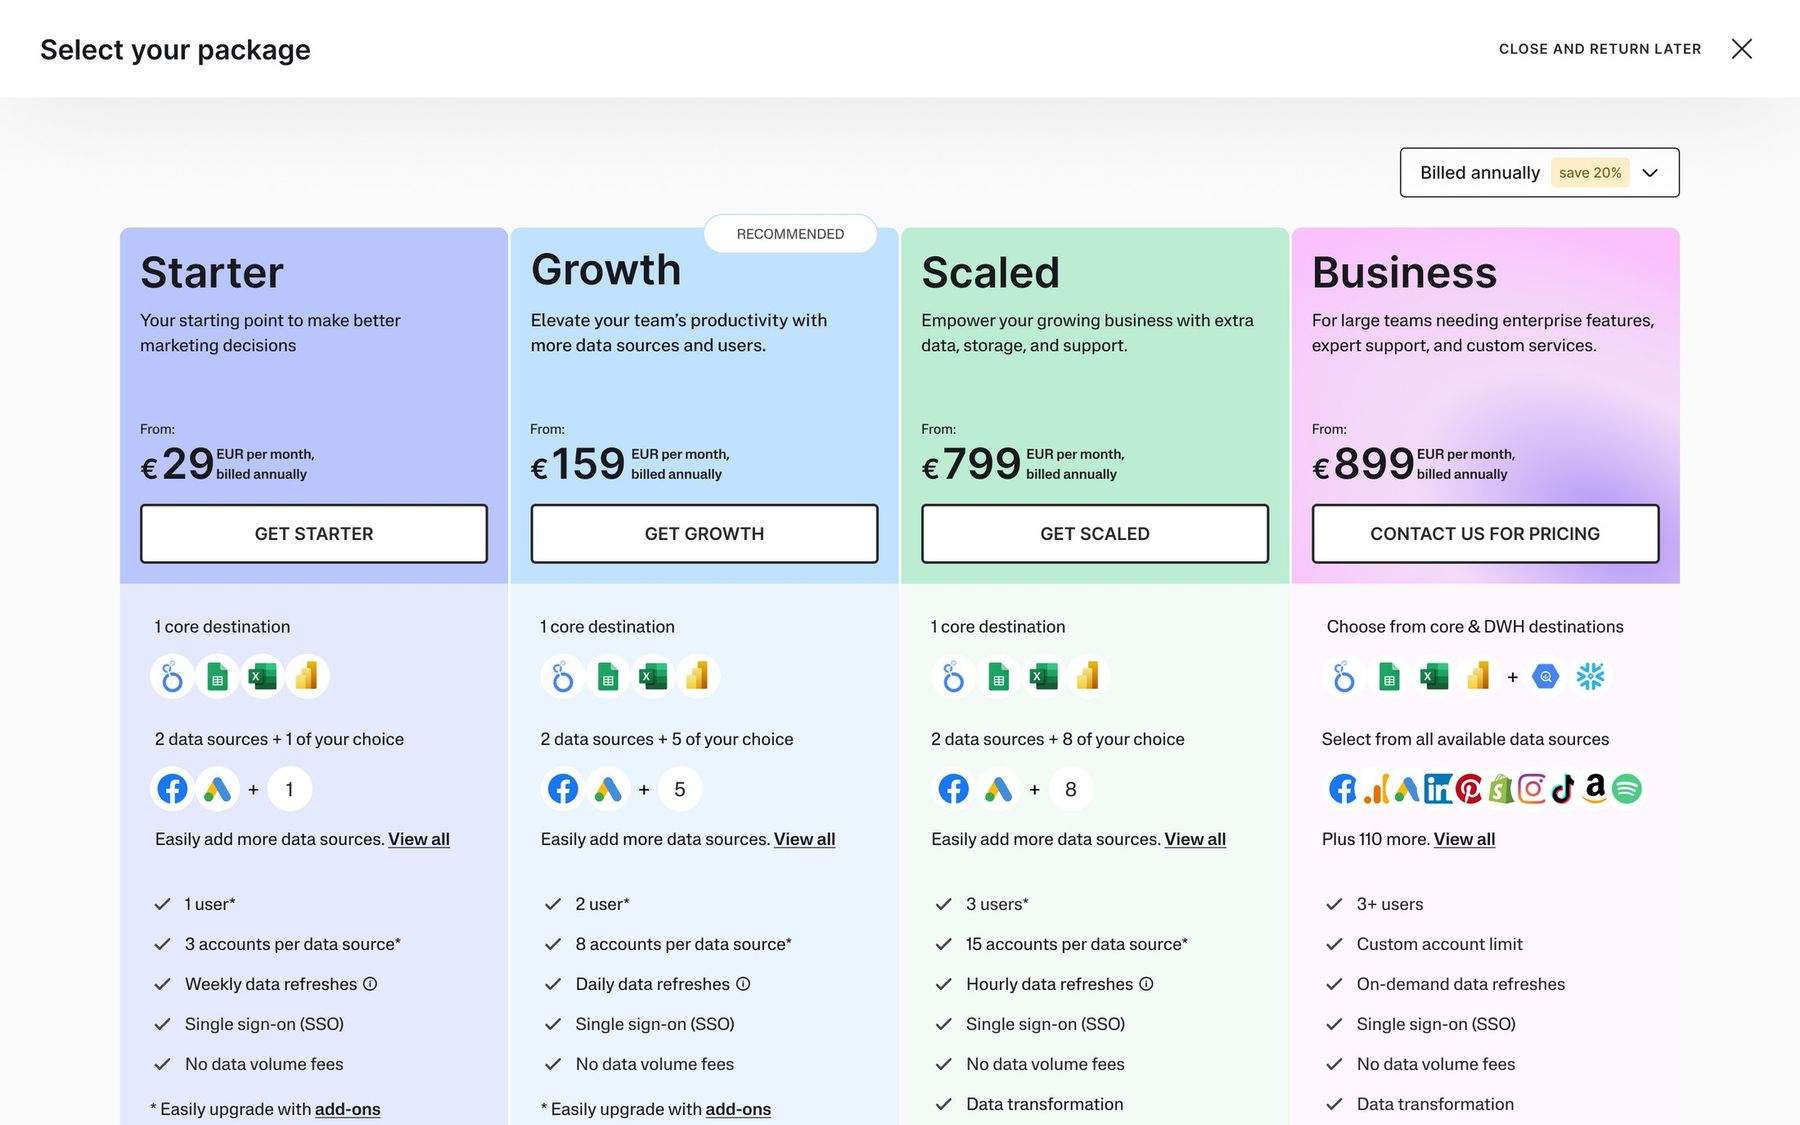 Select your package
CLOSE AND RETURN LATER
Billed annually save 20%
Starter
Your starting point to make better
marketing decisions
From:
€29 EUR per month,
billed annually
GET STARTER
1 core destination
2 data sources + 1 of your choice
+ 1
Easily add more data sources. View all
1 user*
3 accounts per data source*
Weekly data refreshes
Single sign-on (SSO)
No data volume fees
* Easily upgrade with add-ons
RECOMMENDED
Growth
Elevate your team’s productivity with
more data sources and users.
From:
€159 EUR per month,
billed annually
GET GROWTH
1 core destination
2 data sources + 5 of your choice
+ 5
Easily add more data sources. View all
2 user*
8 accounts per data source*
Daily data refreshes
Single sign-on (SSO)
No data volume fees
* Easily upgrade with add-ons
Scaled
Empower your growing business with extra
data, storage, and support.
From:
€799 EUR per month,
billed annually
GET SCALED
1 core destination
2 data sources + 8 of your choice
+ 8
Easily add more data sources. View all
3 users*
15 accounts per data source*
Hourly data refreshes
Single sign-on (SSO)
No data volume fees
Data transformation
Business
For large teams needing enterprise features,
expert support, and custom services.
From:
€899 EUR per month,
billed annually
CONTACT US FOR PRICING
Choose from core & DWH destinations
+
Select from all available data sources
Plus 110 more. View all
3+ users
Custom account limit
On-demand data refreshes
Single sign-on (SSO)
No data volume fees
Data transformation